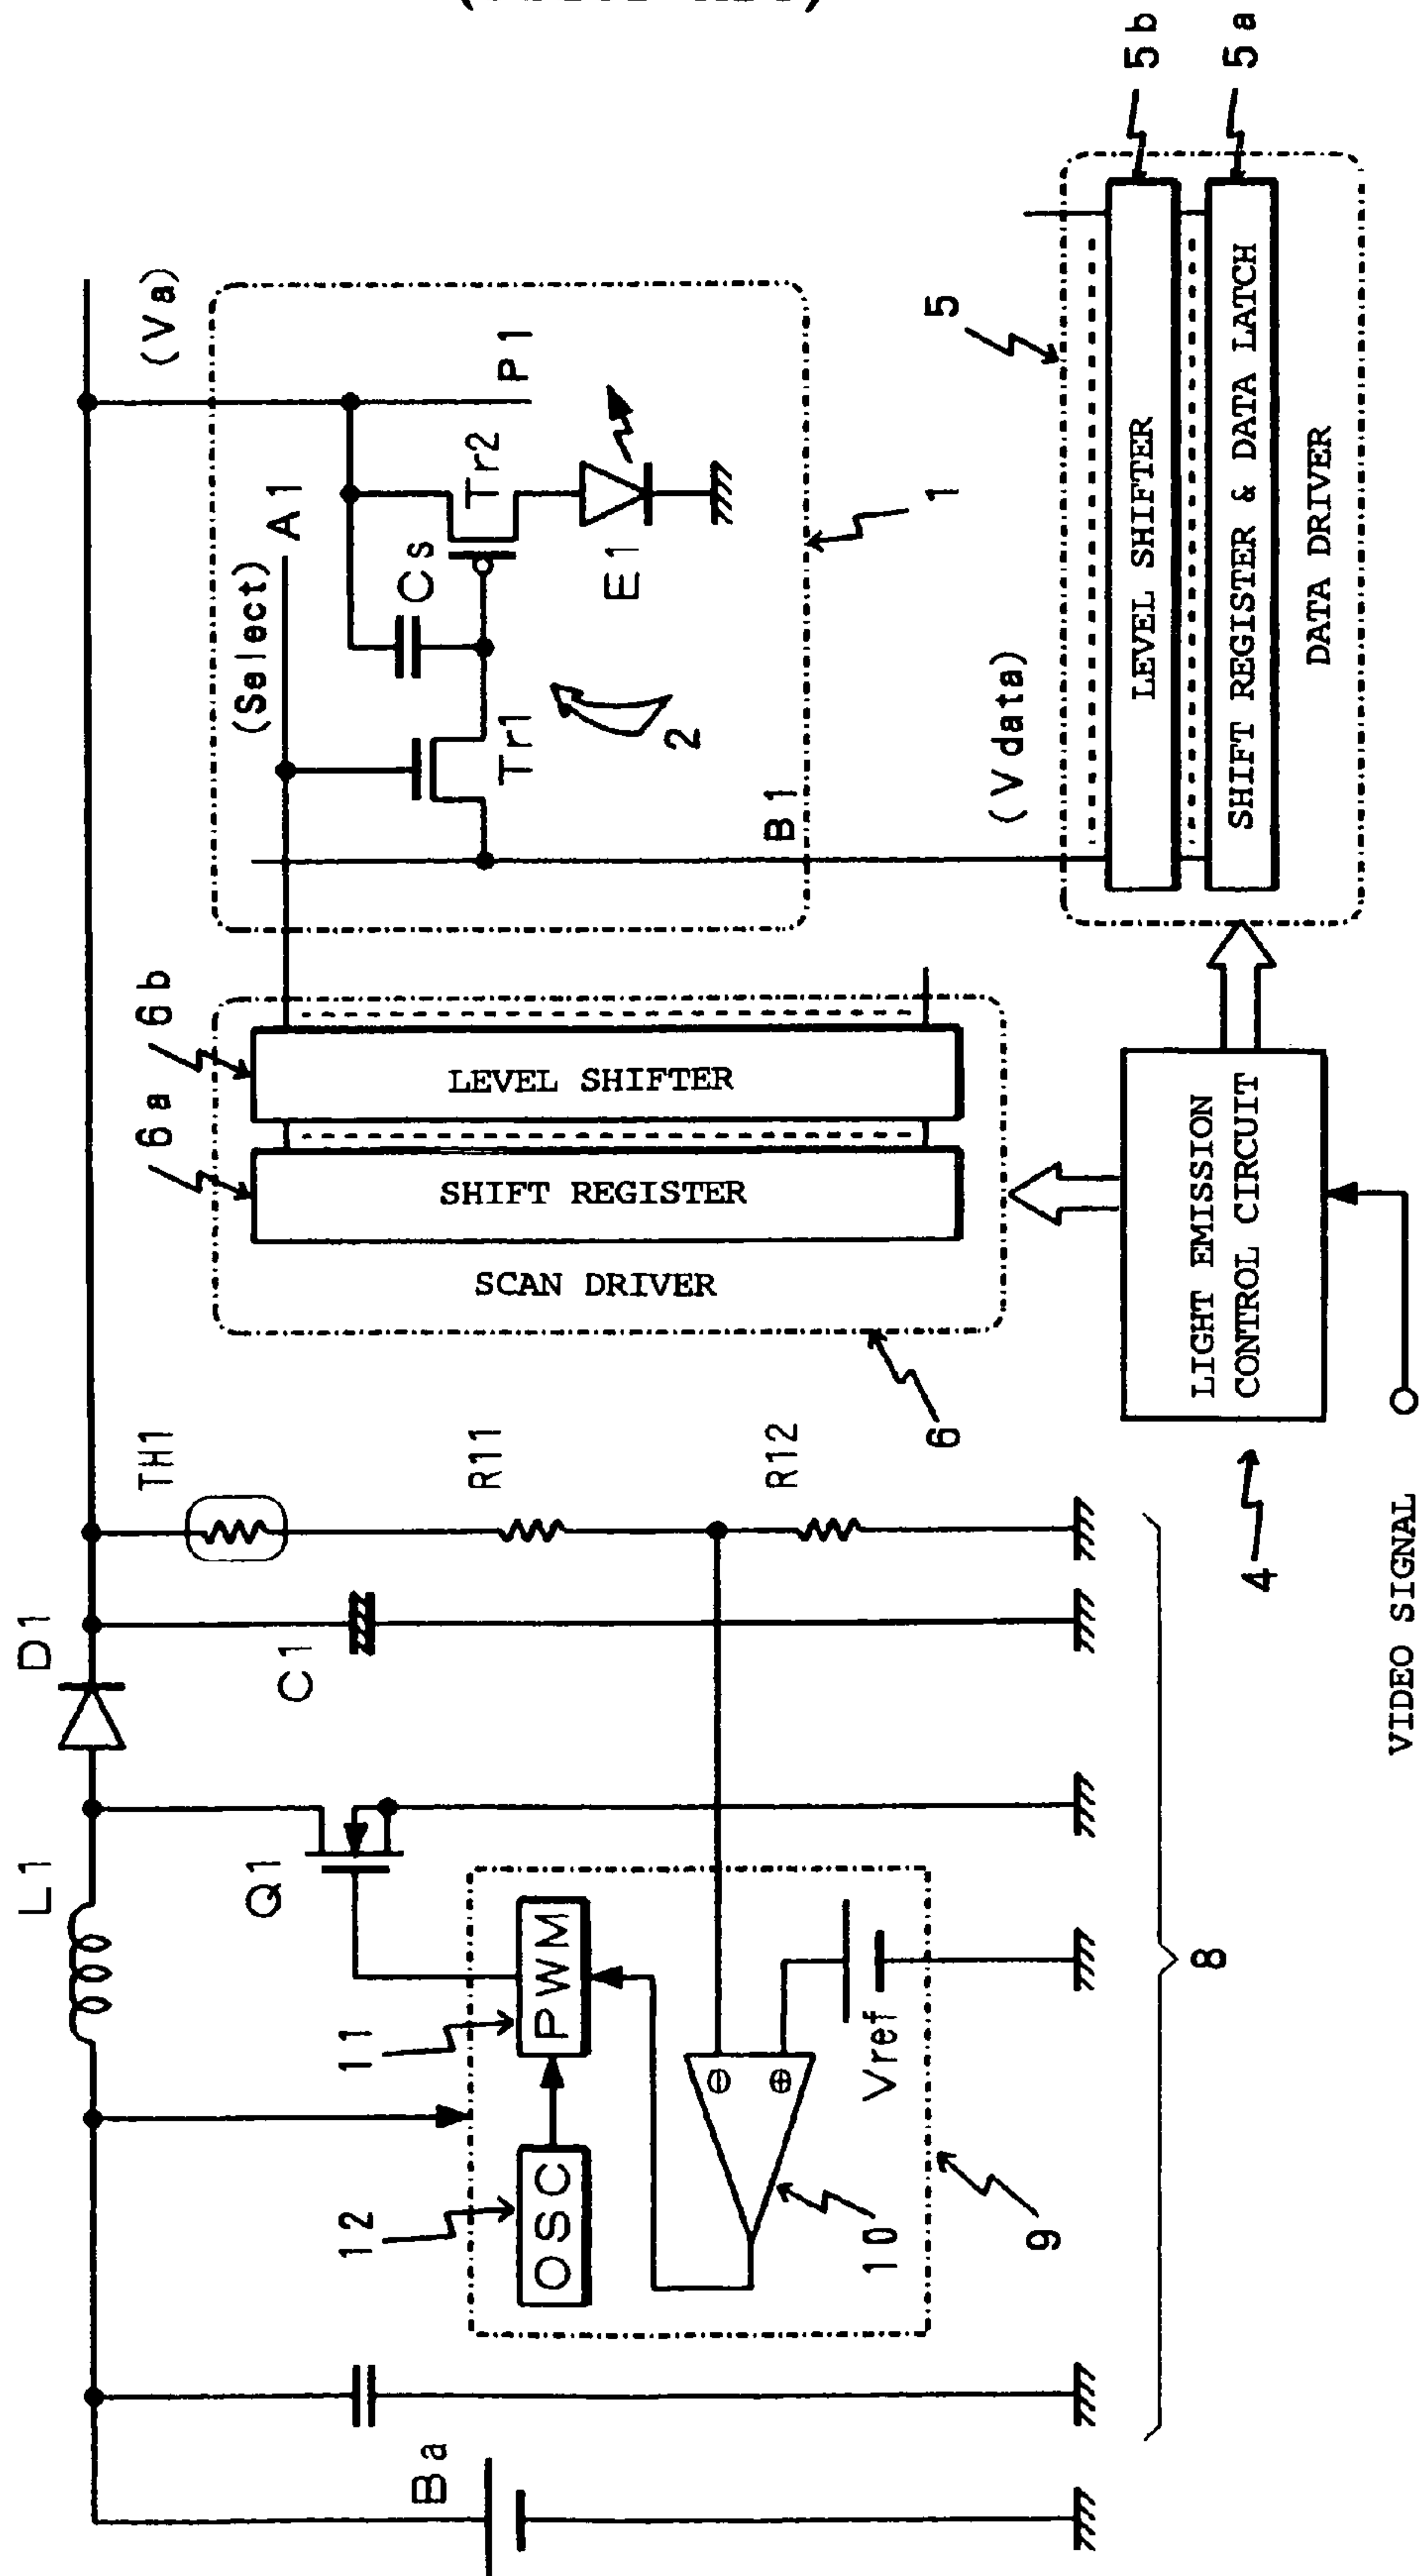 L1
D1
(Va)
TH1
6a
6b
(Select)
A1
Q1
C1
Cs
Tr2
P1
Ba
12
11
OSC
PWM
R11
LEVEL SHIFTER
SHIFT REGISTER
SCAN DRIVER
Tr1
E1
2
1
B1
R12
6
10
Vref
⊖
⊕
9
8
4
LIGHT EMISSION
CONTROL CIRCUIT
VIDEO SIGNAL
(Vdata)
5
5b
5a
LEVEL SHIFTER
SHIFT REGISTER & DATA LATCH
DATA DRIVER